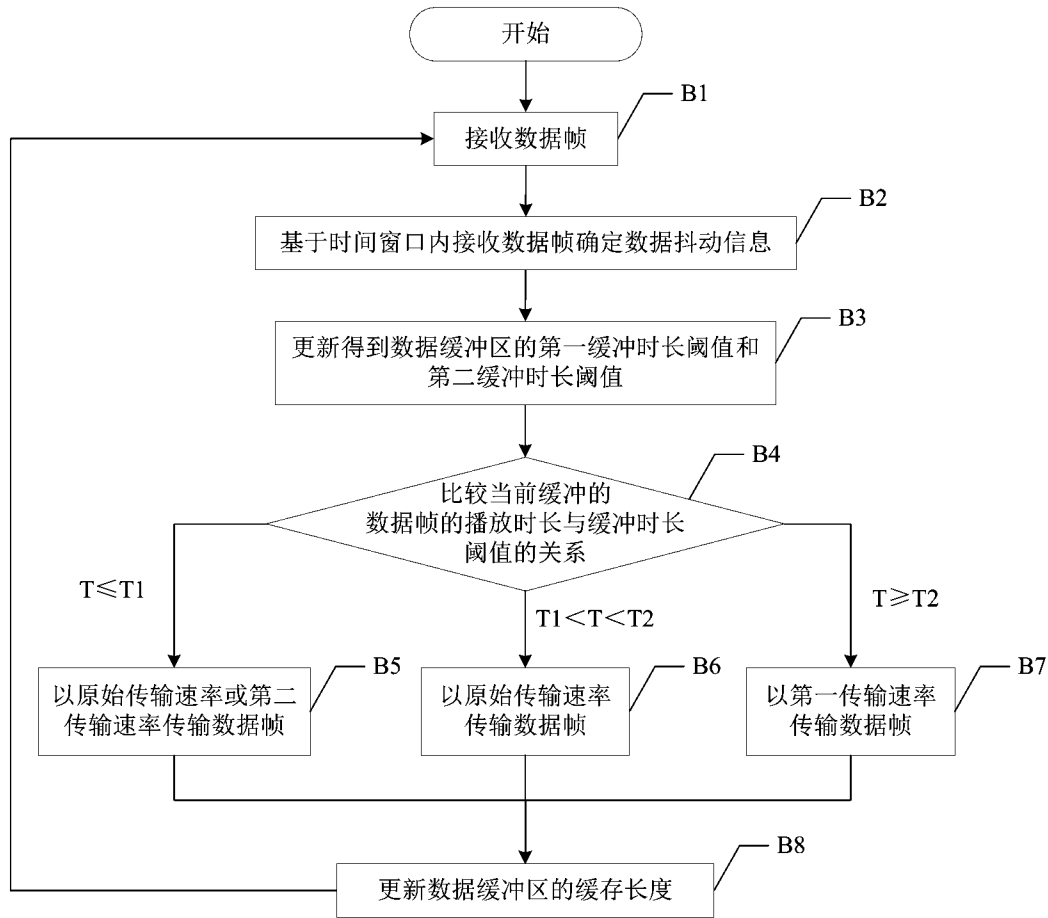 开始
B1
接收数据帧
B2
基于时间窗口内接收数据帧确定数据抖动信息
B3
更新得到数据缓冲区的第一缓冲时长阈值和
第二缓冲时长阈值
B4
比较当前缓冲的
数据帧的播放时长与缓冲时长
阈值的关系
T≤T1
T1＜T＜T2
T≥T2
B5
以原始传输速率或第二
传输速率传输数据帧
B6
以原始传输速率
传输数据帧
B7
以第一传输速率
传输数据帧
B8
更新数据缓冲区的缓存长度